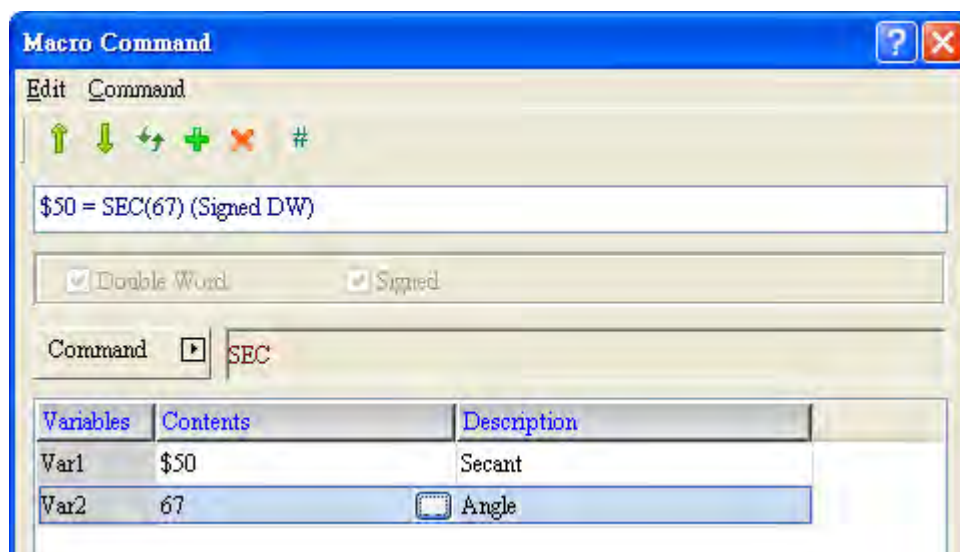 Macro Command
Edit Command
#
$50 = SEC(67) (Signed DW)
Double Word Signed
Command SEC
Variables Contents Description
Var1 $50 Secant
Var2 67 Angle